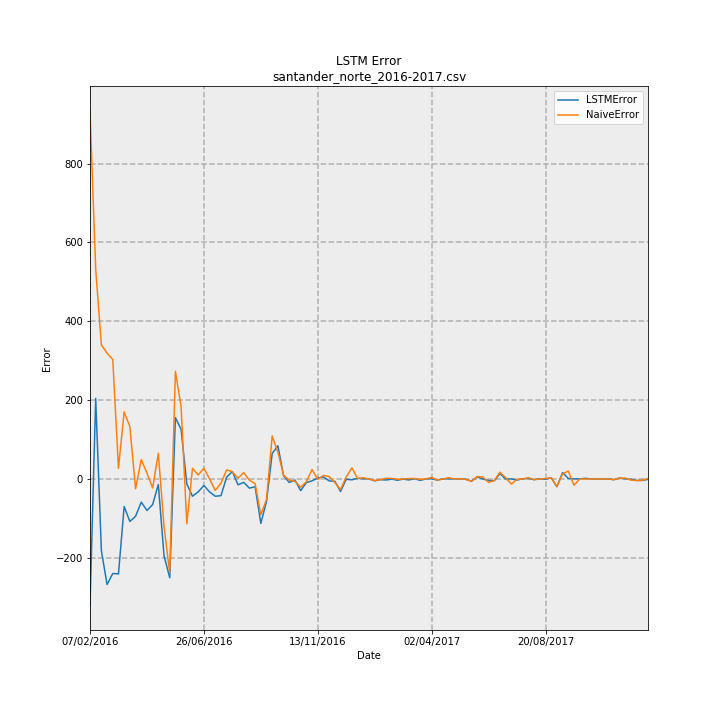 LSTM Error
santander_norte_2016-2017.csv
LSTMError
NaiveError
800
600
400
200
0
−200
Error
07/02/2016
26/06/2016
13/11/2016
02/04/2017
20/08/2017
Date